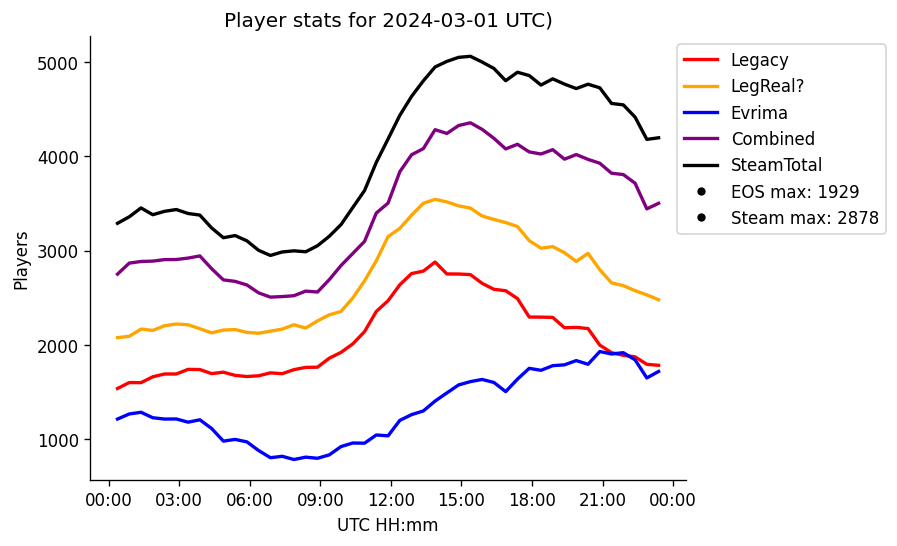 Player stats for 2024-03-01 UTC)
Legacy
LegReal?
Evrima
Combined
SteamTotal
EOS max: 1929
Steam max: 2878
5000
4000
3000
2000
1000
Players
00:00 03:00 06:00 09:00 12:00 15:00 18:00 21:00 00:00
UTC HH:mm